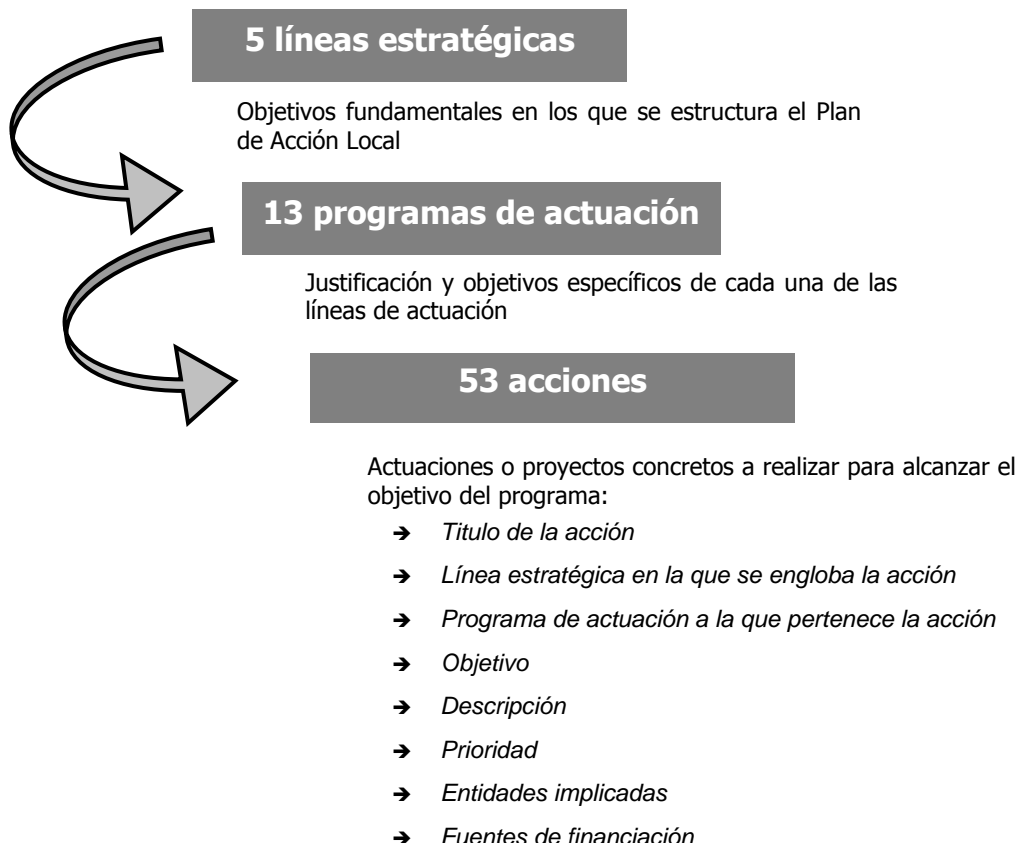 5 líneas estratégicas
Objetivos fundamentales en los que se estructura el Plan
de Acción Local
13 programas de actuación
Justificación y objetivos específicos de cada una de las
líneas de actuación
53 acciones
Actuaciones o proyectos concretos a realizar para alcanzar el
objetivo del programa:
➔ Titulo de la acción
➔ Línea estratégica en la que se engloba la acción
➔ Programa de actuación a la que pertenece la acción
➔ Objetivo
➔ Descripción
➔ Prioridad
➔ Entidades implicadas
➔ Fuentes de financiación